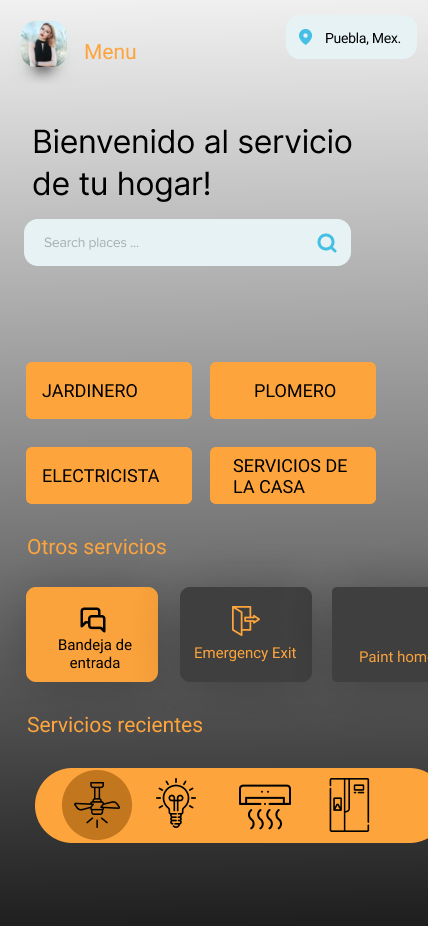 Menu
Puebla, Mex.
Bienvenido al servicio
de tu hogar!
Search places ...
JARDINERO
PLOMERO
ELECTRICISTA
SERVICIOS DE
LA CASA
Otros servicios
Bandeja de
entrada
Emergency Exit
Paint hom
Servicios recientes